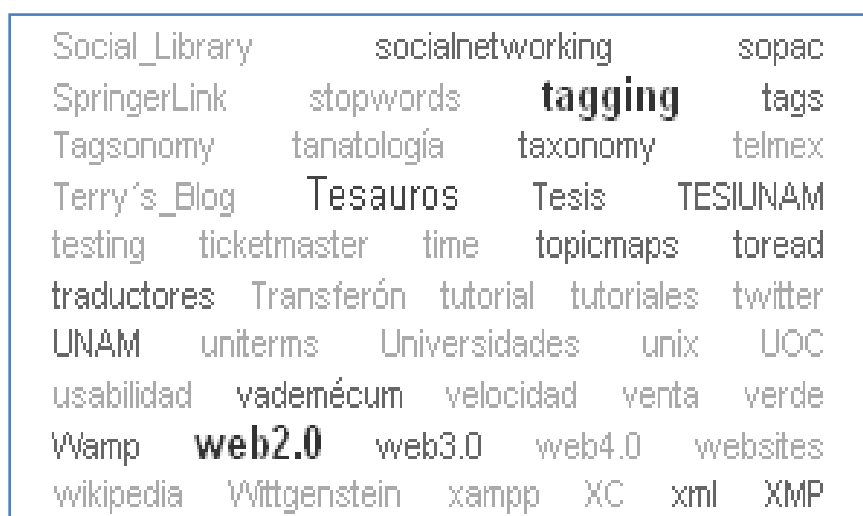 Social_Library socialnetworking sopac
SpringerLink stopwords tagging tags
Tagsonomy tanatología taxonomy telmex
Terry´s_Blog Tesauros Tesis TESIUNAM
testing ticketmaster time topicmaps toread
traductores Transferón tutorial tutoriales twitter
UNAM uniterms Universidades unix UOC
usabilidad vademécum velocidad venta verde
Wamp web2.0 web3.0 web4.0 websites
wikipedia Wittgenstein xampp XC xml XMP